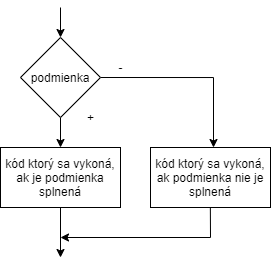 podmienka
-
+
kód ktorý sa vykoná,
ak je podmienka
splnená
kód ktorý sa vykoná,
ak podmienka nie je
splnená